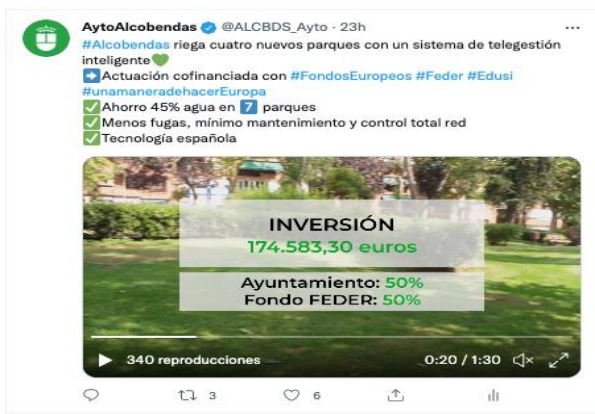 AytoAlcobendas @ALCBDS_Ayto · 23h
#Alcobendas riega cuatro nuevos parques con un sistema de telegestión
inteligente💚
➡️Actuación cofinanciada con #FondosEuropeos #Feder #Edusi
#unamaneradehacerEuropa
✅Ahorro 45% agua en 7️⃣ parques
✅Menos fugas, mínimo mantenimiento y control total red
✅Tecnología española
INVERSIÓN
174.583,30 euros
Ayuntamiento: 50%
Fondo FEDER: 50%
340 reproducciones
0:20 / 1:30
3
6